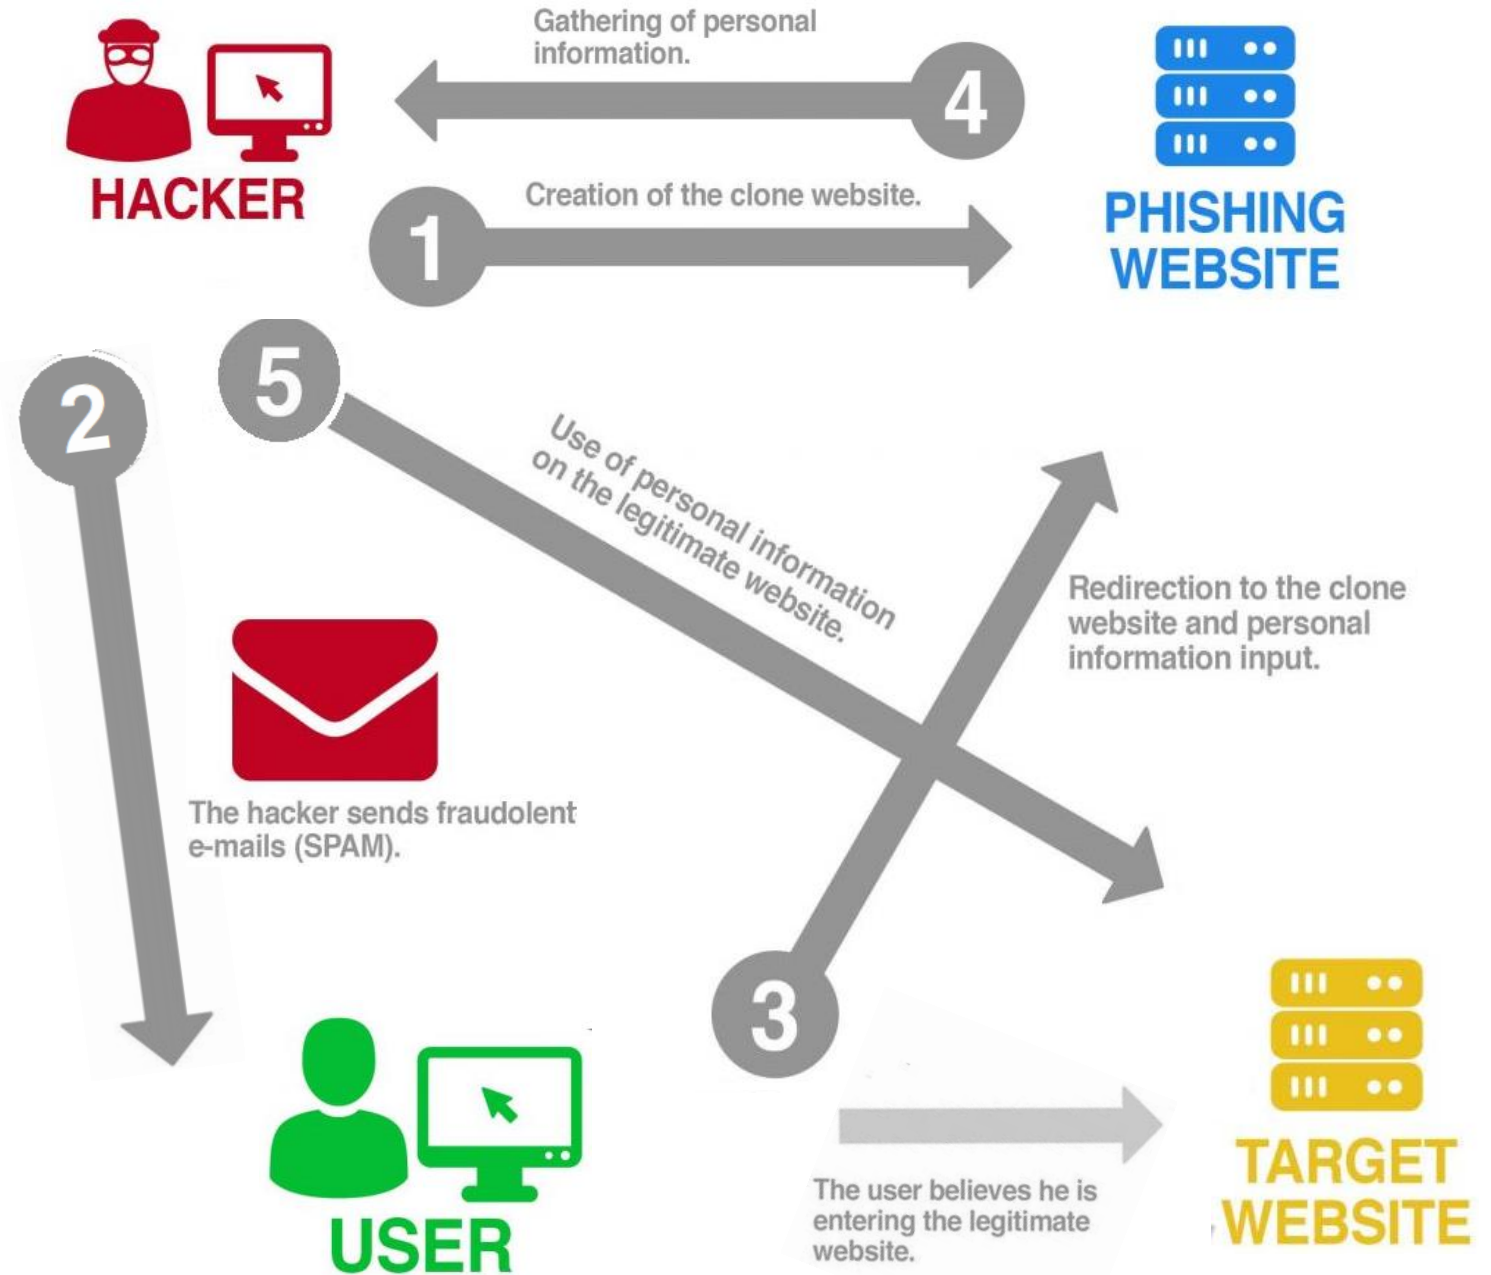 Gathering of personal
information.
4
HACKER
Creation of the clone website.
1
PHISHING
WEBSITE
5
2
Use of personal information
on the legitimate website.
Redirection to the clone
website and personal
information input.
The hacker sends fraudolent
e-mails (SPAM).
3
USER
The user believes he is
entering the legitimate
website.
TARGET
WEBSITE